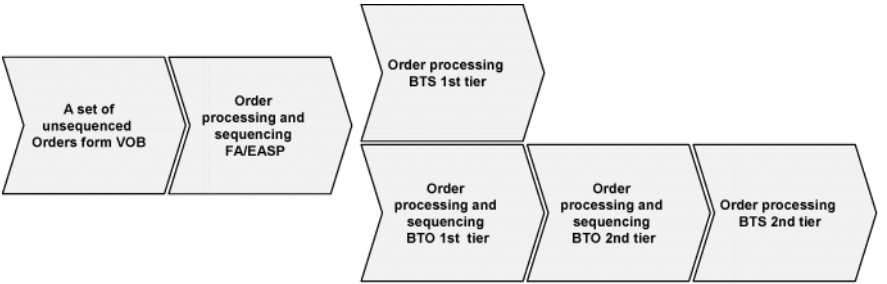 A set of
unsequenced
Orders form VOB
Order
processing and
sequencing
FA/EASP
Order processing
BTS 1st tier
Order
processing and
sequencing
BTO 1st tier
Order
processing and
sequencing
BTO 2nd tier
Order processing
BTS 2nd tier